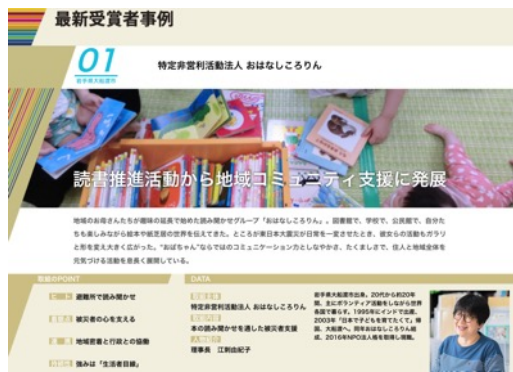 最新受賞者事例
01
岩手県大船渡市
特定非営利活動法人 おはなしころりん
読書推進活動から地域コミュニティ支援に発展
地域のお母さんたちが趣味の延長で始めた読み聞かせグループ「おはなしころりん」。図書館で、学校で、公民館で、自分た
ちも楽しみながら絵本や紙芝居の世界を伝えてきた。ところが東日本大震災が日常を一変させたとき、彼女らの活動もガラリ
と形を変え大きく広がった。“おばちゃん”ならではのコミュニケーション力としなやかさ、たくましさで、住人と地域全体を
元気づける活動を息長く展開している。
取組のPOINT
避難所で読み聞かせ
被災者の心を支える
地域密着と行政との協働
強みは「生活者目線」
DATA
特定非営利活動法人 おはなしころりん
本の読み聞かせを通した被災者支援
理事長 江刺由紀子
岩手県大船渡市出身。20代から約20年
間、主にボランティア活動をしながら世界
各国で暮らす。1995年にインドで出産、
2003年「日本で子どもを育てたくて」帰
国、大船渡へ。同年おはなしころりん結
成、2016年NPO法人格を取得し現職。